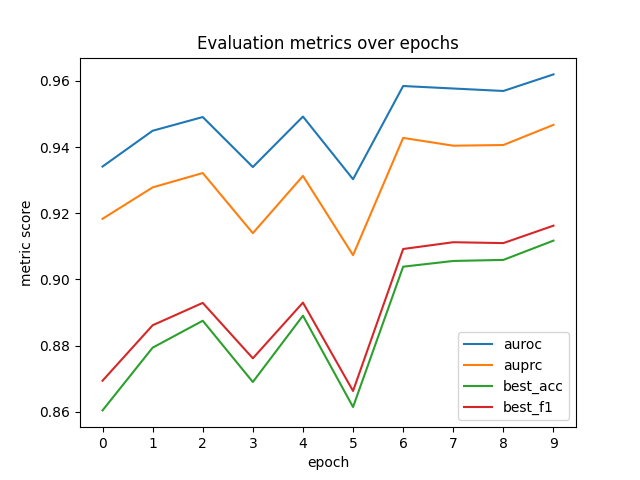 Evaluation metrics over epochs
metric score
0.96
0.94
0.92
0.90
0.88
0.86
auroc
auprc
best_acc
best_f1
0 1 2 3 4 5 6 7 8 9
epoch